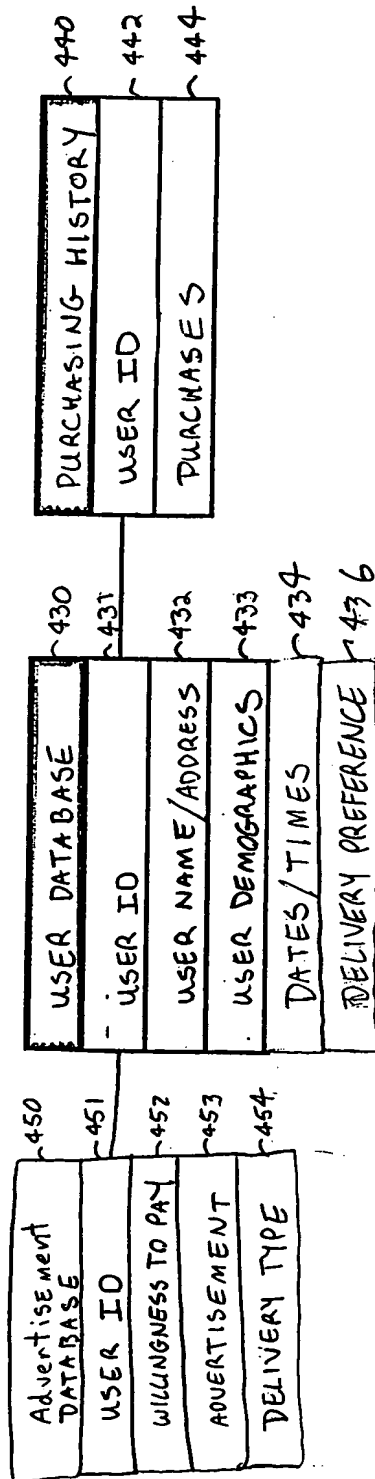 Advertisement
DATABASE
450
USER ID
451
WILLINGNESS TO PAY
452
ADVERTISEMENT
453
DELIVERY TYPE
454
USER DATABASE
430
USER ID
431
USER NAME/ADDRESS
432
USER DEMOGRAPHICS
433
DATES/TIMES
434
DELIVERY PREFERENCE
436
PURCHASING HISTORY
440
USER ID
442
PURCHASES
444